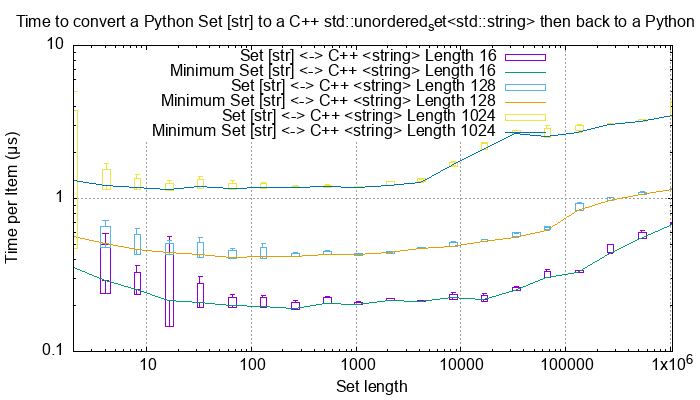 Time to convert a Python Set [str] to a C++ std::unordered_set<std::string> then back to a Python
10
Set [str] <-> C++ <string> Length 16
Minimum Set [str] <-> C++ <string> Length 16
Set [str] <-> C++ <string> Length 128
Minimum Set [str] <-> C++ <string> Length 128
Set [str] <-> C++ <string> Length 1024
Minimum Set [str] <-> C++ <string> Length 1024
Time per Item (µs)
1
0.1
10 100 1000 10000 100000 1x10⁶
Set length